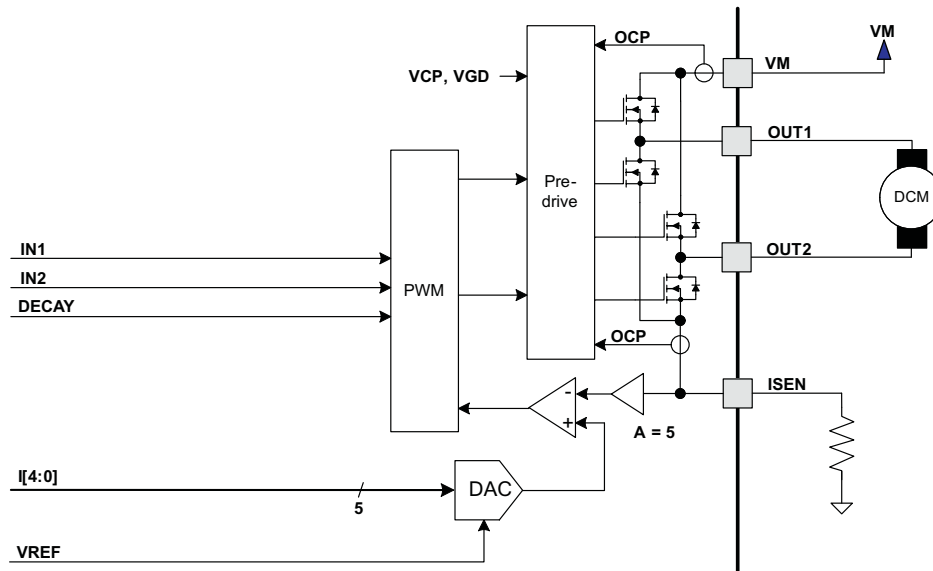 OCP
VM
VM
VCP, VGD
OUT1
Pre-
drive
DCM
IN1
OUT2
IN2
PWM
DECAY
OCP
ISEN
-
+
A = 5
I[4:0]
5
DAC
VREF